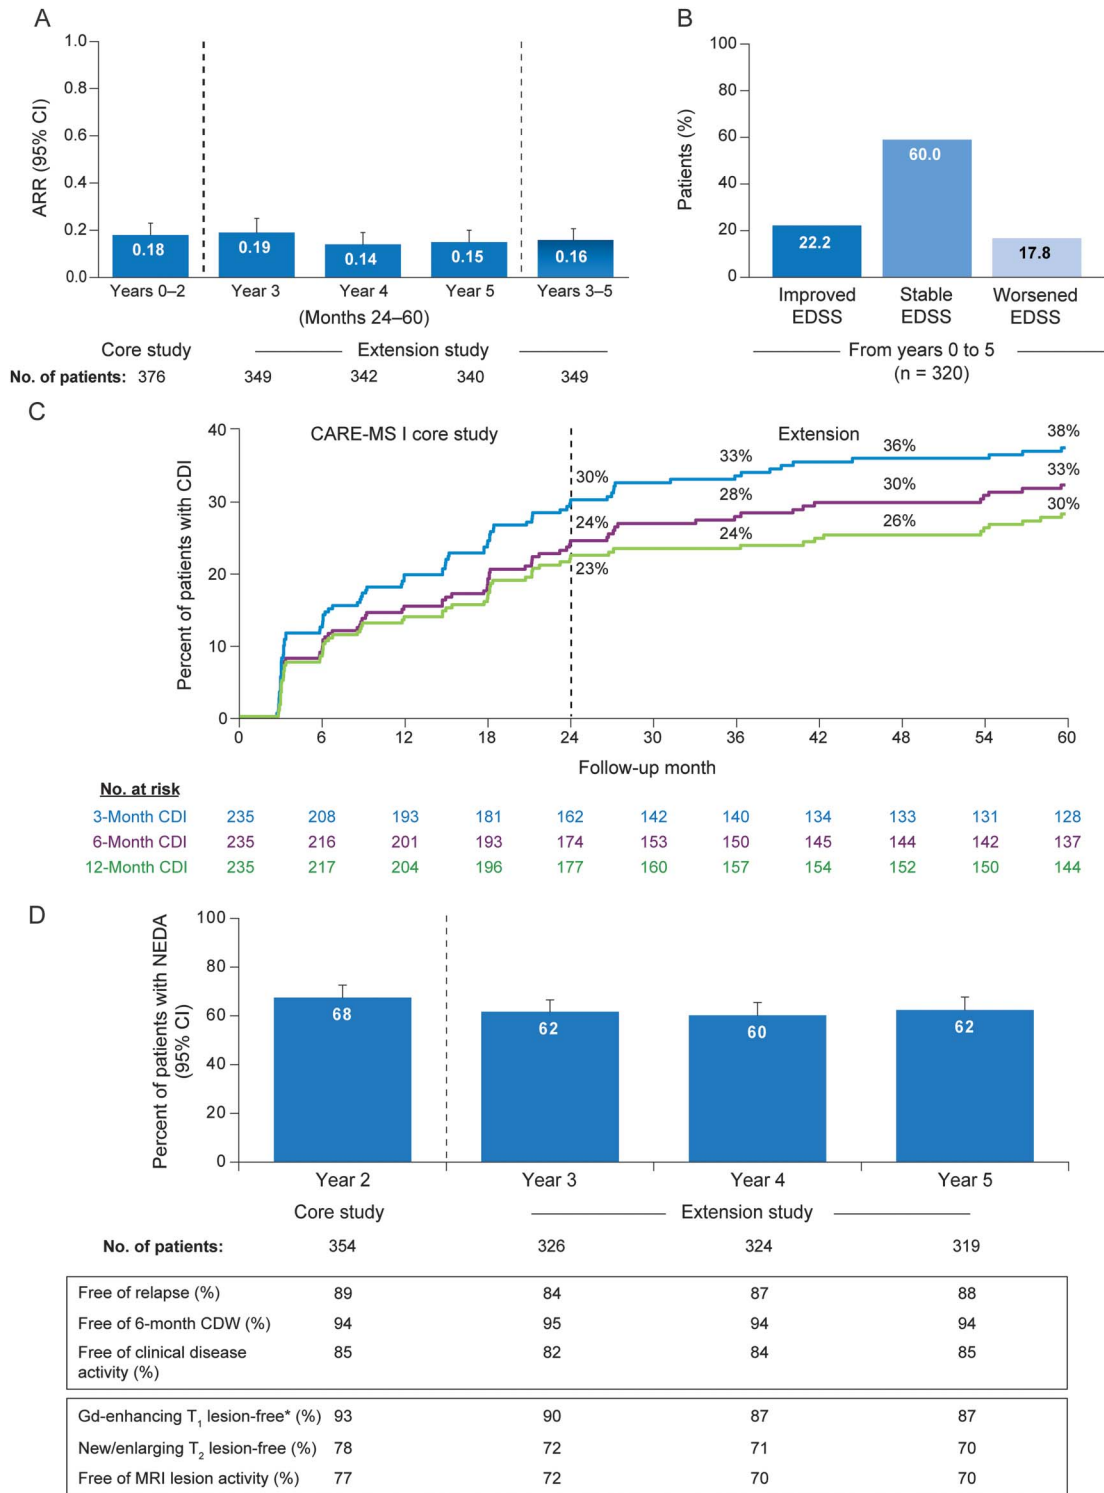 A
ARR (95% CI)
1.0
0.8
0.6
0.4
0.2
0.0
0.18
0.19
0.14
0.15
0.16
Years 0–2 Year 3 Year 4 Year 5 Years 3–5
(Months 24–60)
Core study Extension study
No. of patients: 376 349 342 340 349
B
Patients (%)
100
80
60
40
20
0
22.2
60.0
17.8
Improved EDSS
Stable EDSS
Worsened EDSS
From years 0 to 5
(n = 320)
C
Percent of patients with CDI
40
30
20
10
0
CARE-MS I core study Extension
30% 33% 36% 38%
24% 28% 30% 33%
23% 24% 26% 30%
0 6 12 18 24 30 36 42 48 54 60
Follow-up month
No. at risk
3-Month CDI 235 208 193 181 162 142 140 134 133 131 128
6-Month CDI 235 216 201 193 174 153 150 145 144 142 137
12-Month CDI 235 217 204 196 177 160 157 154 152 150 144
D
Percent of patients with NEDA
(95% CI)
100
80
60
40
20
0
68 62 60 62
Year 2 Year 3 Year 4 Year 5
Core study Extension study
No. of patients: 354 326 324 319
Free of relapse (%) 89 84 87 88
Free of 6-month CDW (%) 94 95 94 94
Free of clinical disease 85 82 84 85
activity (%)
Gd-enhancing T1 lesion-free* (%) 93 90 87 87
New/enlarging T2 lesion-free (%) 78 72 71 70
Free of MRI lesion activity (%) 77 72 70 70